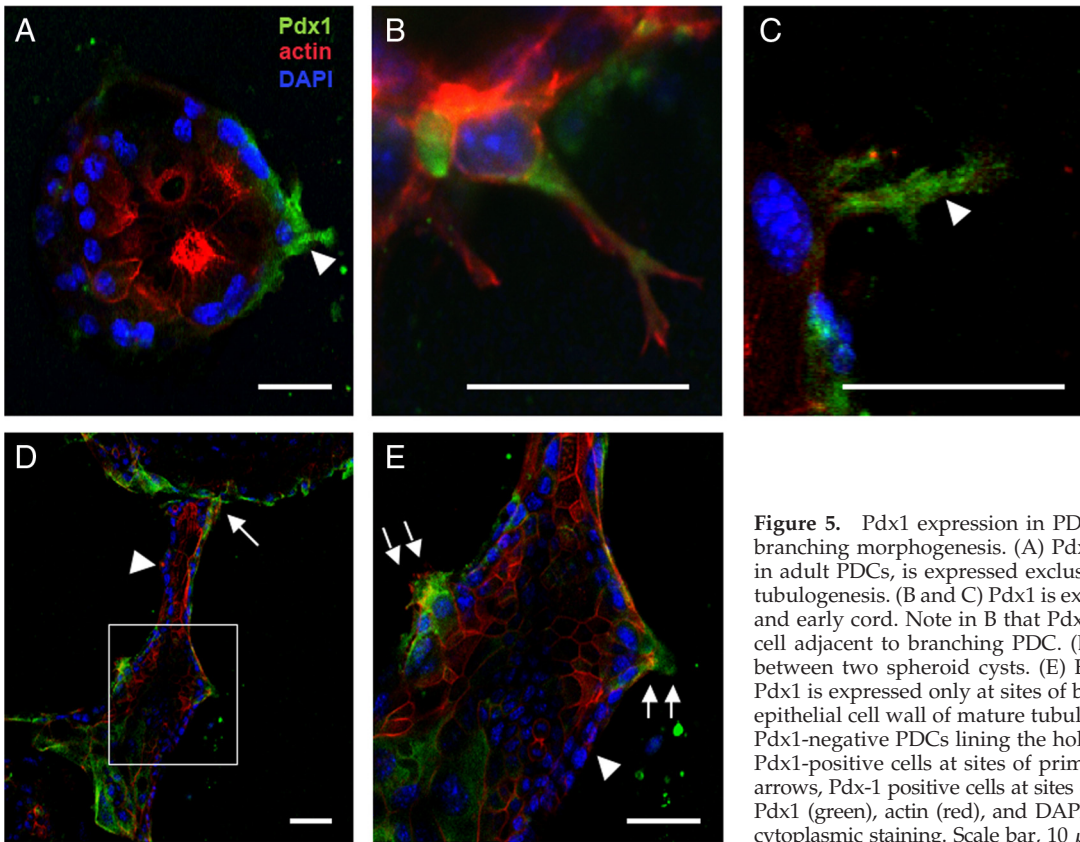 A
Pdx1
actin
DAPI
B
C
D
E
Figure 5. Pdx1 expression in PD
branching morphogenesis. (A) Pdx
in adult PDCs, is expressed exclus
tubulogenesis. (B and C) Pdx1 is ex
and early cord. Note in B that Pdx
cell adjacent to branching PDC. (
between two spheroid cysts. (E)
Pdx1 is expressed only at sites of b
epithelial cell wall of mature tubul
Pdx1-negative PDCs lining the hol
Pdx1-positive cells at sites of prim
arrows, Pdx-1 positive cells at sites
Pdx1 (green), actin (red), and DAP
cytoplasmic staining. Scale bar, 10 μ